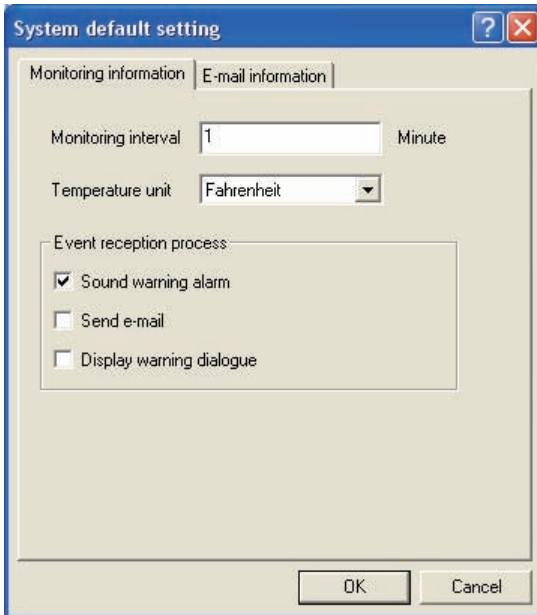 System default setting
Monitoring information E-mail information
Monitoring interval 1 Minute
Temperature unit Fahrenheit
Event reception process
Sound warning alarm
Send e-mail
Display warning dialogue
OK Cancel